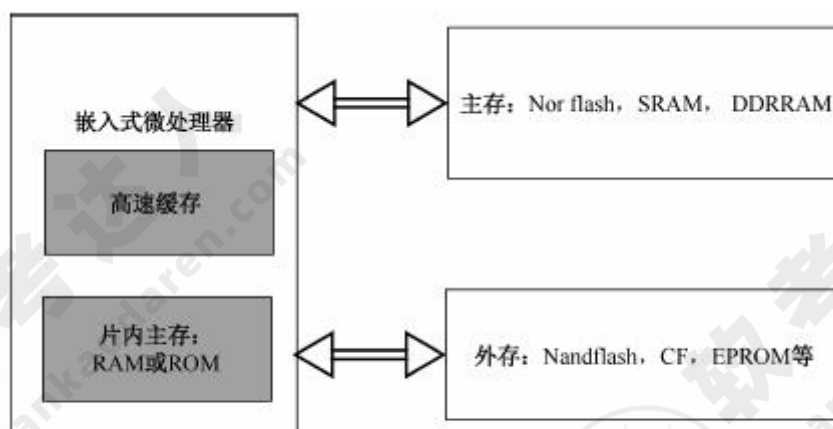 嵌入式微处理器
高速缓存
片内主存：
RAM或ROM
主存：Nor flash，SRAM， DDRRAM
外存：Nandflash，CF，EPROM等